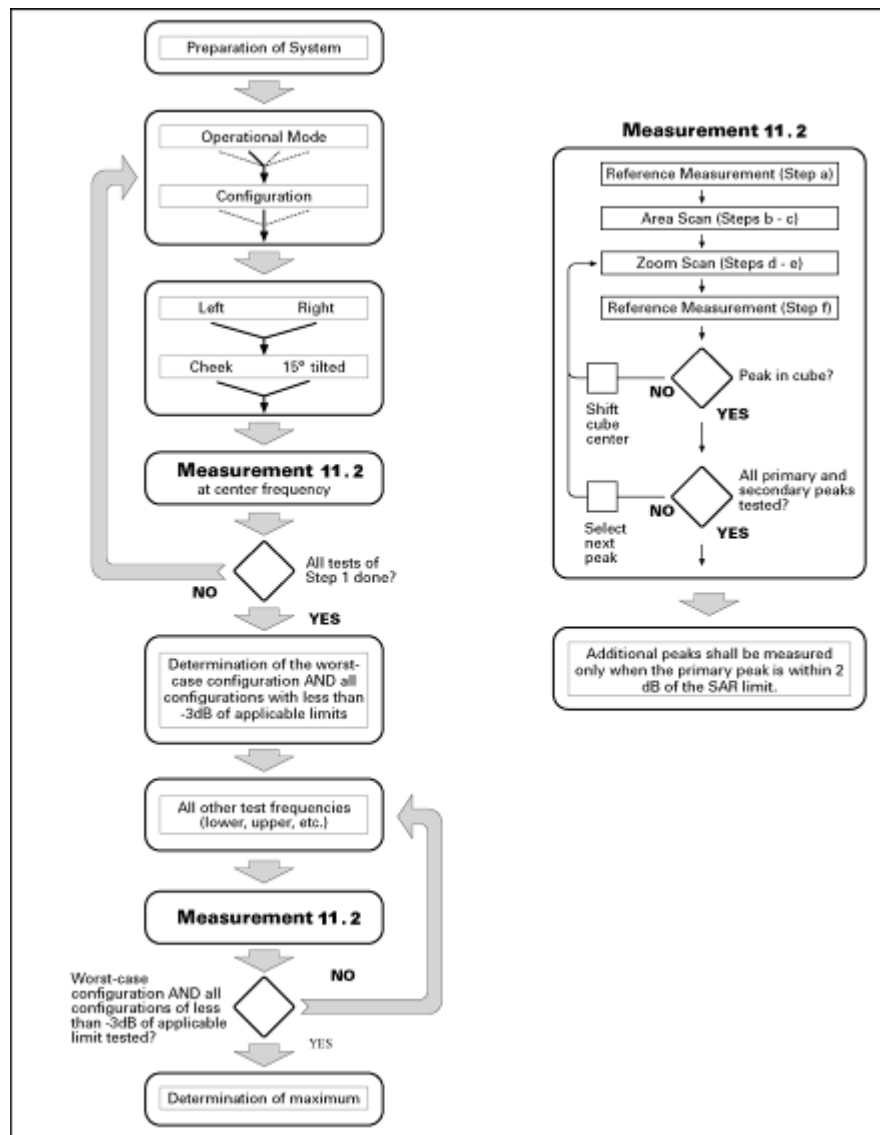 Preparation of System
Operational Mode
Configuration
Left Right
Cheek 15° tilted
Measurement 11.2
at center frequency
All tests of
Step 1 done?
NO
YES
Determination of the worst-
case configuration AND all
configurations with less than
-3dB of applicable limits
All other test frequencies
(lower, upper, etc.)
Measurement 11.2
NO
Worst-case
configuration AND all
configurations of less
than -3dB of applicable
limit tested?
YES
Determination of maximum
Measurement 11.2
Reference Measurement (Step a)
Area Scan (Steps b - c)
Zoom Scan (Steps d - e)
Reference Measurement (Step f)
Peak in cube?
NO
YES
Shift
cube
center
All primary and
secondary peaks
tested?
NO
YES
Select
next
peak
Additional peaks shall be measured
only when the primary peak is within 2
dB of the SAR limit.